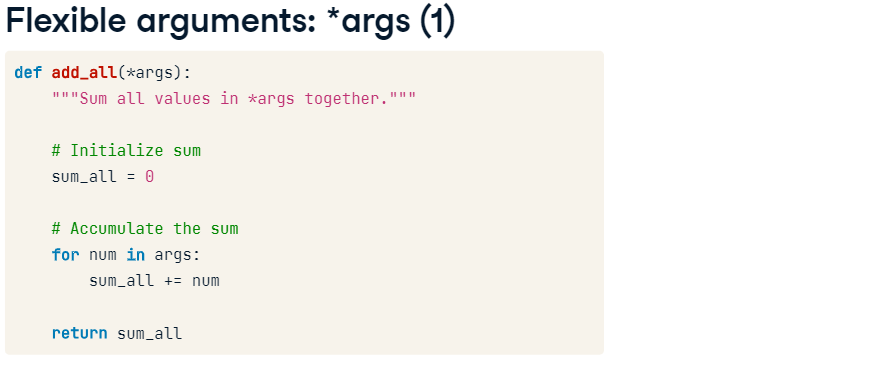 Flexible arguments: *args (1)
def add_all(*args):
    """Sum all values in *args together."""
    # Initialize sum
    sum_all = 0
    # Accumulate the sum
    for num in args:
        sum_all += num
    return sum_all